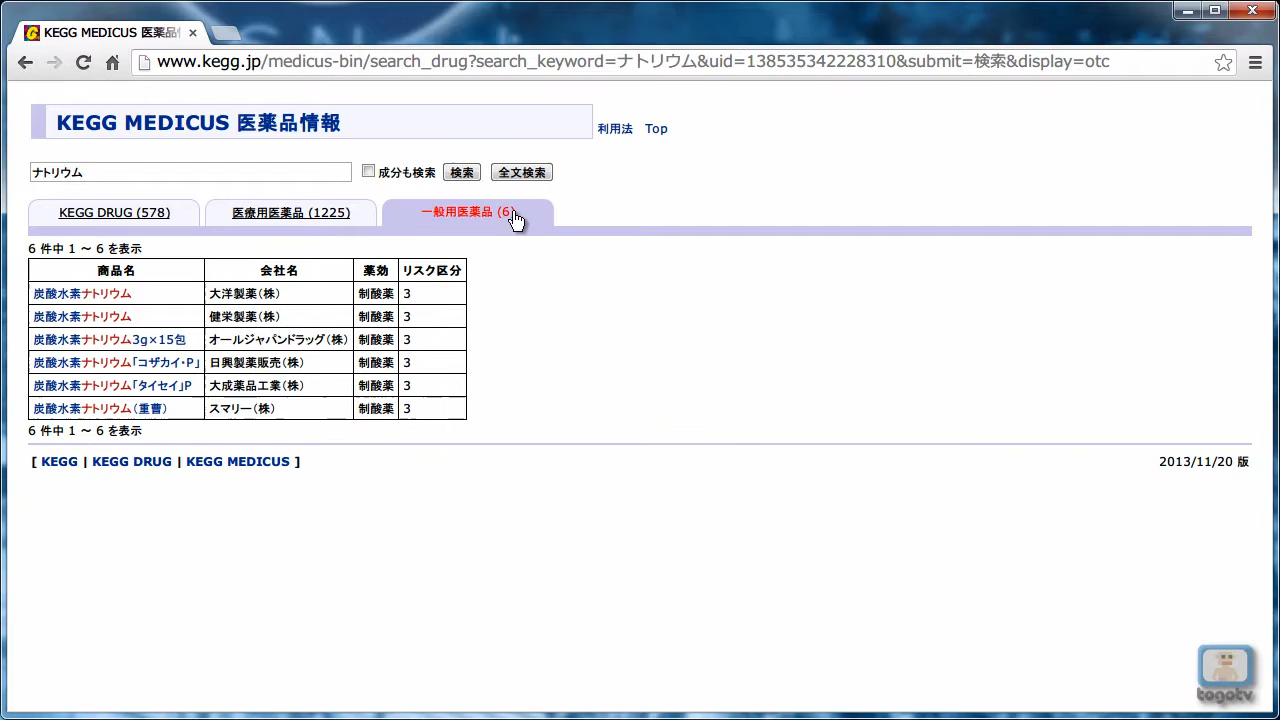 KEGG MEDICUS 医薬品情
www.kegg.jp/medicus-bin/search_drug?search_keyword=ナトリウム&uid=138535342228310&submit=検索&display=otc
KEGG MEDICUS 医薬品情報 利用法 Top
ナトリウム 成分も検索 検索 全文検索
KEGG DRUG (578) 医療用医薬品 (1225) 一般用医薬品 (6)
6 件中 1 ～ 6 を表示
商品名 会社名 薬効 リスク区分
炭酸水素ナトリウム 大洋製薬(株) 制酸薬 3
炭酸水素ナトリウム 健栄製薬(株) 制酸薬 3
炭酸水素ナトリウム3g×15包 オールジャパンドラッグ(株) 制酸薬 3
炭酸水素ナトリウム「コザカイ・P」 日興製薬販売(株) 制酸薬 3
炭酸水素ナトリウム「タイセイ」P 大成薬品工業(株) 制酸薬 3
炭酸水素ナトリウム(重曹) スマリー(株) 制酸薬 3
6 件中 1 ～ 6 を表示
[ KEGG | KEGG DRUG | KEGG MEDICUS ] 2013/11/20 版
togotv